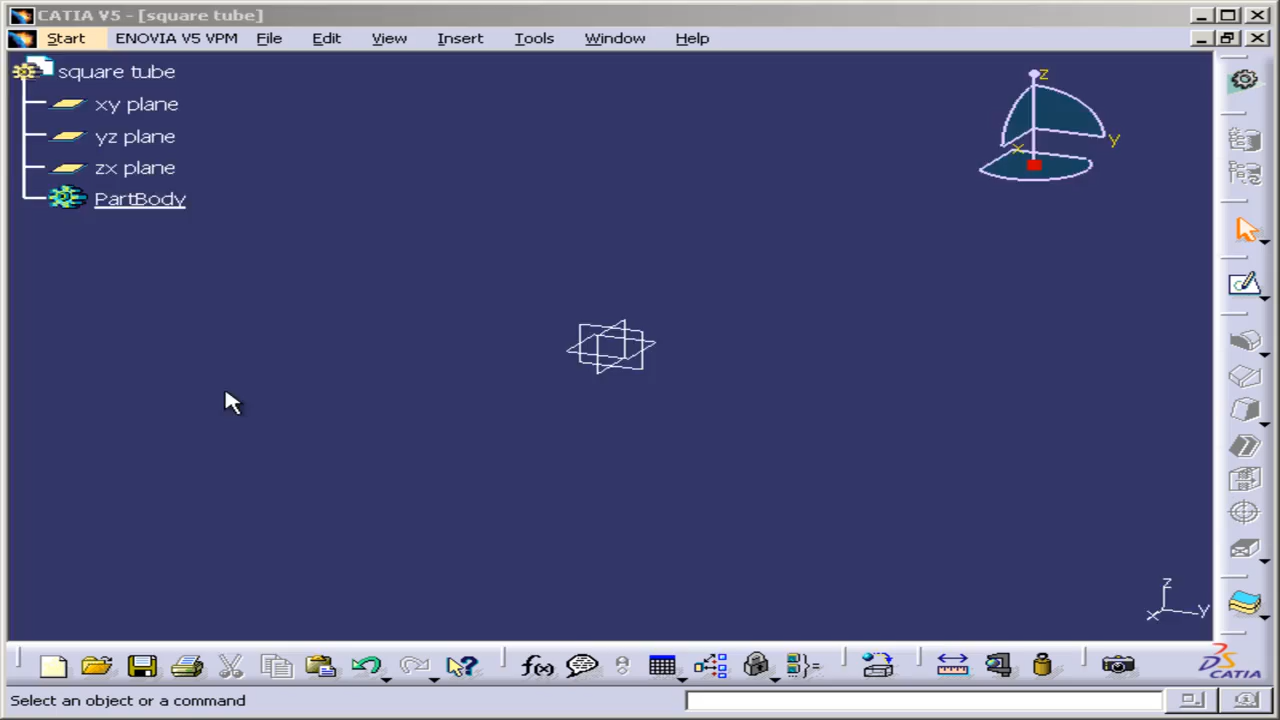 CATIA V5 - [square tube]
Start ENOVIA V5 VPM File Edit View Insert Tools Window Help
square tube
xy plane
yz plane
zx plane
PartBody
z
y
x
z
x y
f(x)
CATIA
Select an object or a command